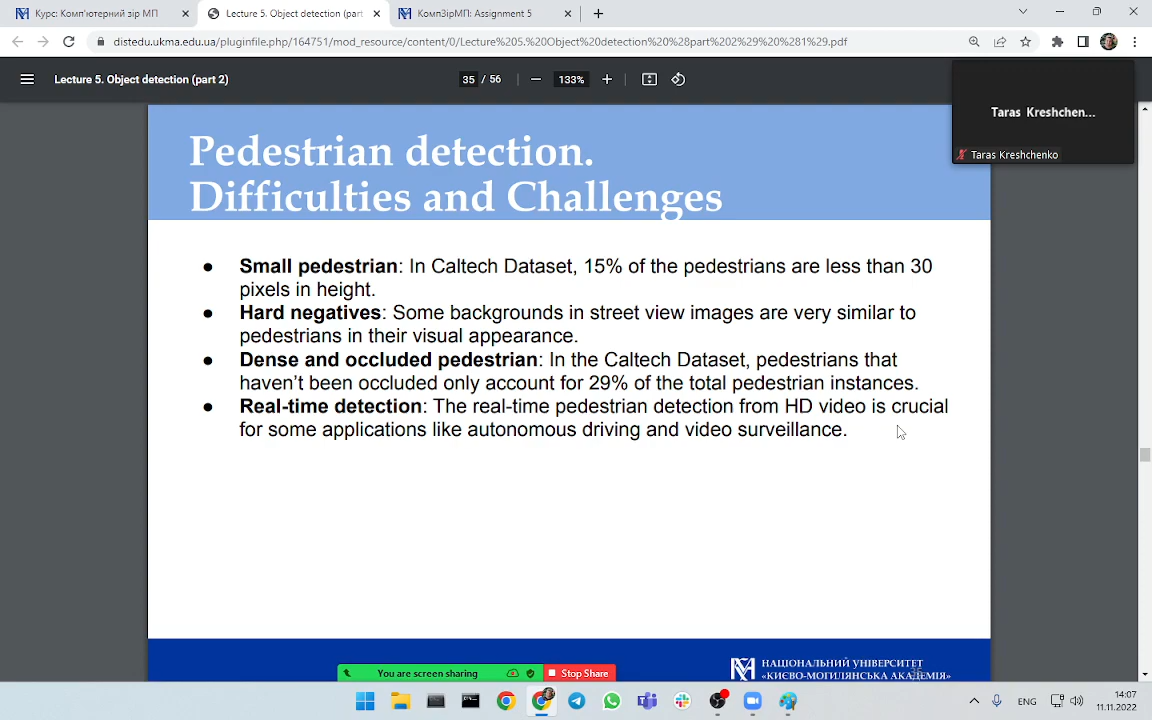 Курс: Комп'ютерний зір МП
Lecture 5. Object detection (part
КомпЗірМП: Assignment 5
distedu.ukma.edu.ua/pluginfile.php/164751/mod_resource/content/0/Lecture%205.%20Object%20detection%20%28part%202%29%20%281%29.pdf
Lecture 5. Object detection (part 2)
35 / 56
133%
Taras Kreshchen...
Taras Kreshchenko
Pedestrian detection.
Difficulties and Challenges
● Small pedestrian: In Caltech Dataset, 15% of the pedestrians are less than 30
pixels in height.
● Hard negatives: Some backgrounds in street view images are very similar to
pedestrians in their visual appearance.
● Dense and occluded pedestrian: In the Caltech Dataset, pedestrians that
haven't been occluded only account for 29% of the total pedestrian instances.
● Real-time detection: The real-time pedestrian detection from HD video is crucial
for some applications like autonomous driving and video surveillance.
НАЦІОНАЛЬНИЙ УНІВЕРСИТЕТ
«КИЄВО-МОГИЛЯНСЬКА АКАДЕМІЯ»
35
You are screen sharing
Stop Share
ENG
14:07
11.11.2022